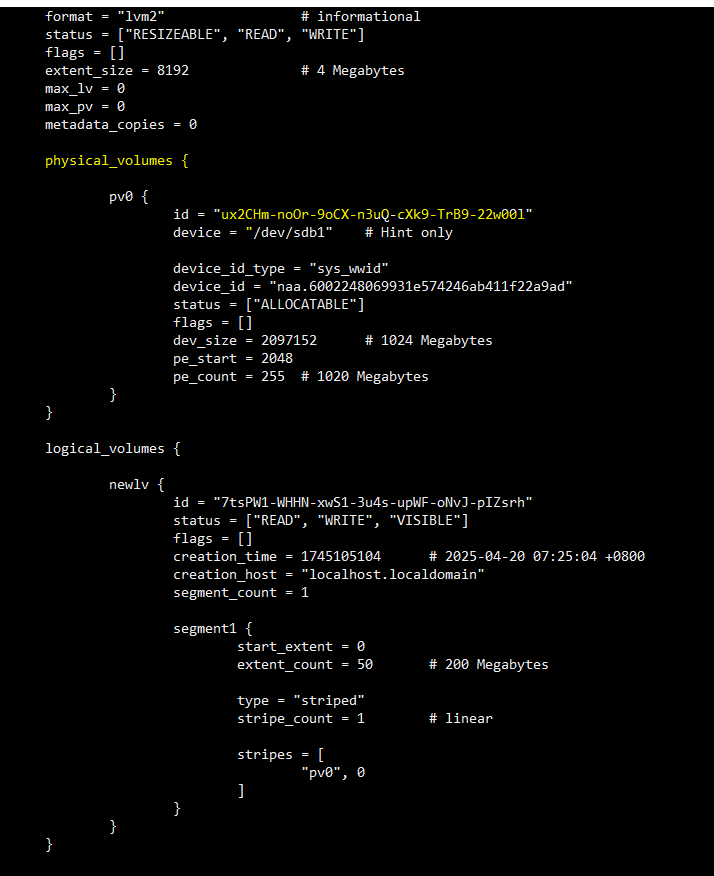 format = "lvm2" # informational
status = ["RESIZEABLE", "READ", "WRITE"]
flags = []
extent_size = 8192 # 4 Megabytes
max_lv = 0
max_pv = 0
metadata_copies = 0
physical_volumes {
pv0 {
id = "ux2CHm-noOr-9oCX-n3uQ-cXk9-TrB9-22w00l"
device = "/dev/sdb1" # Hint only
device_id_type = "sys_wwid"
device_id = "naa.6002248069931e574246ab411f22a9ad"
status = ["ALLOCATABLE"]
flags = []
dev_size = 2097152 # 1024 Megabytes
pe_start = 2048
pe_count = 255 # 1020 Megabytes
}
}
logical_volumes {
newlv {
id = "7tsPW1-WHHN-xwS1-3u4s-upWF-oNvJ-pIZsrh"
status = ["READ", "WRITE", "VISIBLE"]
flags = []
creation_time = 1745105104 # 2025-04-20 07:25:04 +0800
creation_host = "localhost.localdomain"
segment_count = 1
segment1 {
start_extent = 0
extent_count = 50 # 200 Megabytes
type = "striped"
stripe_count = 1 # linear
stripes = [
"pv0", 0
]
}
}
}